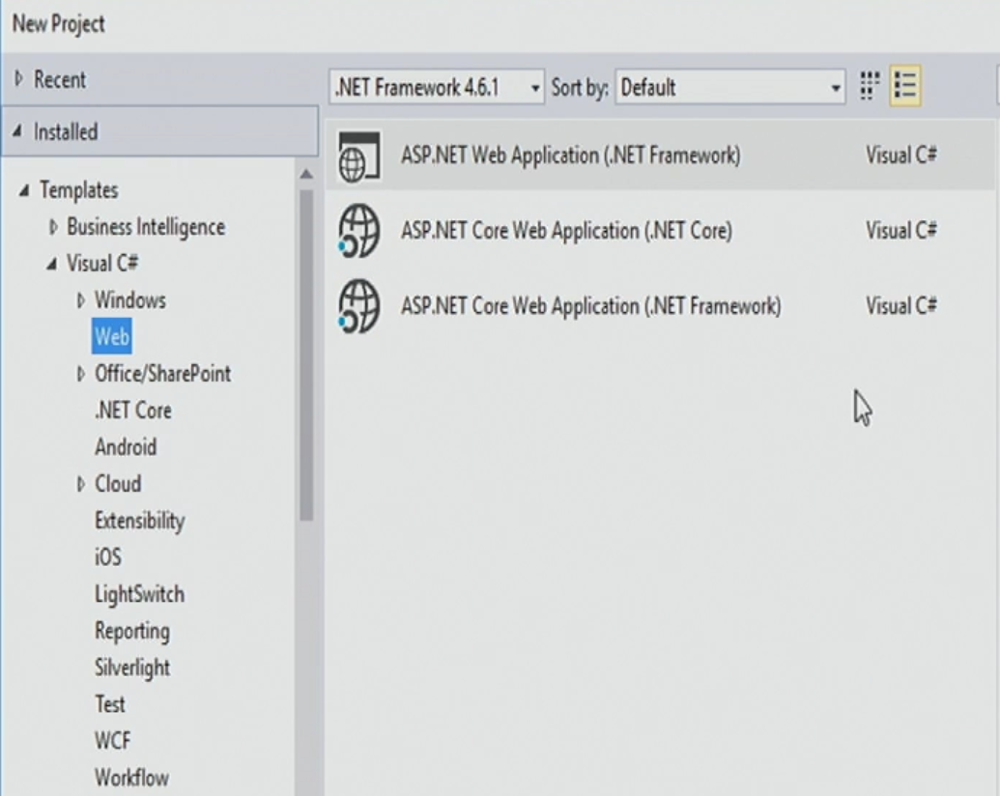 New Project
Recent
.NET Framework 4.6.1 Sort by: Default
Installed
Templates
Business Intelligence
Visual C#
Windows
Web
Office/SharePoint
.NET Core
Android
Cloud
Extensibility
iOS
LightSwitch
Reporting
Silverlight
Test
WCF
Workflow
ASP.NET Web Application (.NET Framework) Visual C#
ASP.NET Core Web Application (.NET Core) Visual C#
ASP.NET Core Web Application (.NET Framework) Visual C#